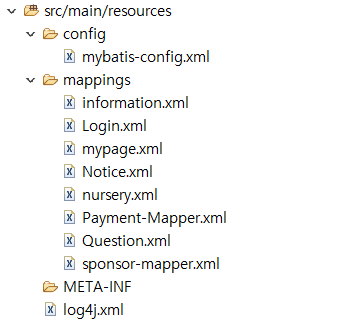 src/main/resources
config
mybatis-config.xml
mappings
information.xml
Login.xml
mypage.xml
Notice.xml
nursery.xml
Payment-Mapper.xml
Question.xml
sponsor-mapper.xml
META-INF
log4j.xml